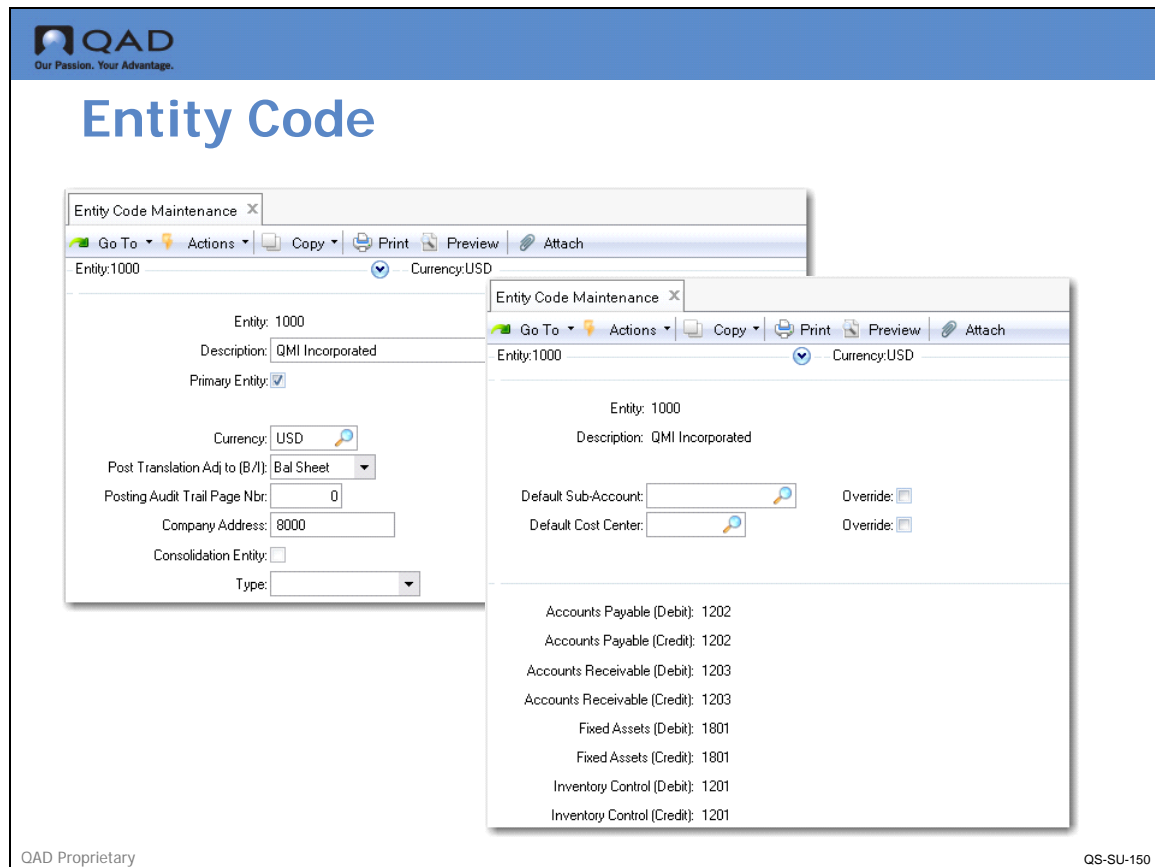 QAD
Our Passion. Your Advantage.
Entity Code
Entity Code Maintenance
Go To Actions Copy Print Preview Attach
Entity:1000 Currency:USD
Entity: 1000
Description: QMI Incorporated
Primary Entity:
Currency: USD
Post Translation Adj to (B/I): Bal Sheet
Posting Audit Trail Page Nbr: 0
Company Address: 8000
Consolidation Entity:
Type:
Entity Code Maintenance
Go To Actions Copy Print Preview Attach
Entity:1000 Currency:USD
Entity: 1000
Description: QMI Incorporated
Default Sub-Account: Override:
Default Cost Center: Override:
Accounts Payable (Debit): 1202
Accounts Payable (Credit): 1202
Accounts Receivable (Debit): 1203
Accounts Receivable (Credit): 1203
Fixed Assets (Debit): 1801
Fixed Assets (Credit): 1801
Inventory Control (Debit): 1201
Inventory Control (Credit): 1201
QAD Proprietary
QS-SU-150